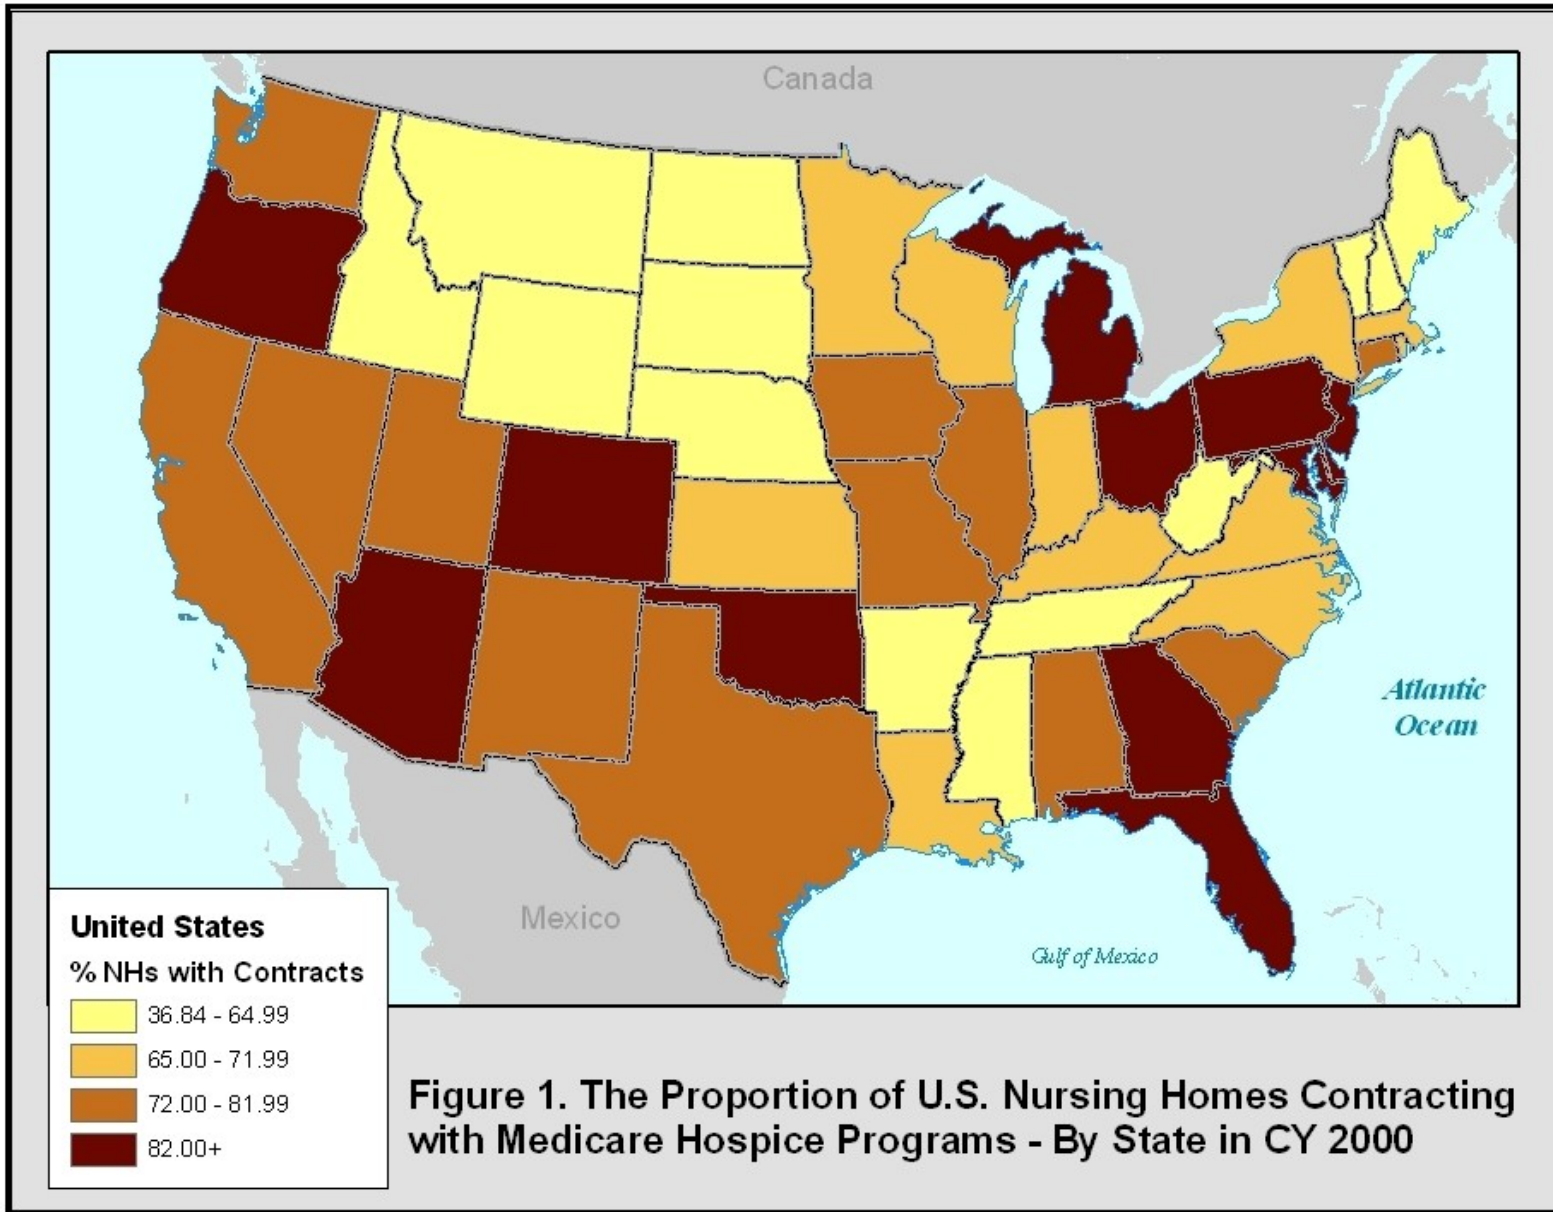 Canada
Atlantic
Ocean
Mexico
Gulf of Mexico
United States
% NHs with Contracts
36.84 - 64.99
65.00 - 71.99
72.00 - 81.99
82.00+
Figure 1. The Proportion of U.S. Nursing Homes Contracting
with Medicare Hospice Programs - By State in CY 2000